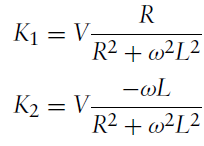 K₁ = V R / (R² + ω²L²)
K₂ = V −ωL / (R² + ω²L²)